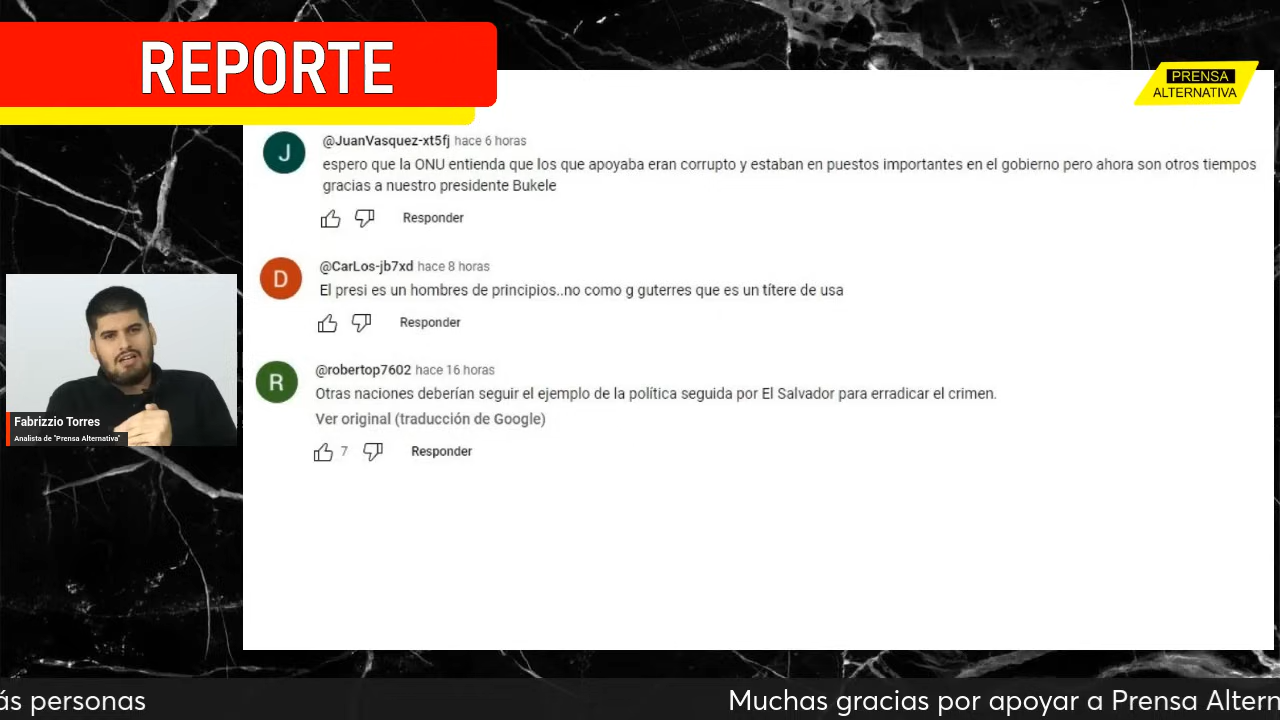 REPORTE
PRENSA
ALTERNATIVA
J
@JuanVasquez-xt5fj hace 6 horas
espero que la ONU entienda que los que apoyaba eran corrupto y estaban en puestos importantes en el gobierno pero ahora son otros tiempos
gracias a nuestro presidente Bukele
Responder
D
@CarLos-jb7xd hace 8 horas
El presi es un hombres de principios..no como g guterres que es un títere de usa
Responder
R
@robertop7602 hace 16 horas
Otras naciones deberían seguir el ejemplo de la política seguida por El Salvador para erradicar el crimen.
Ver original (traducción de Google)
7 Responder
Fabrizzio Torres
Analista de "Prensa Alternativa"
ás personas Muchas gracias por apoyar a Prensa Altern